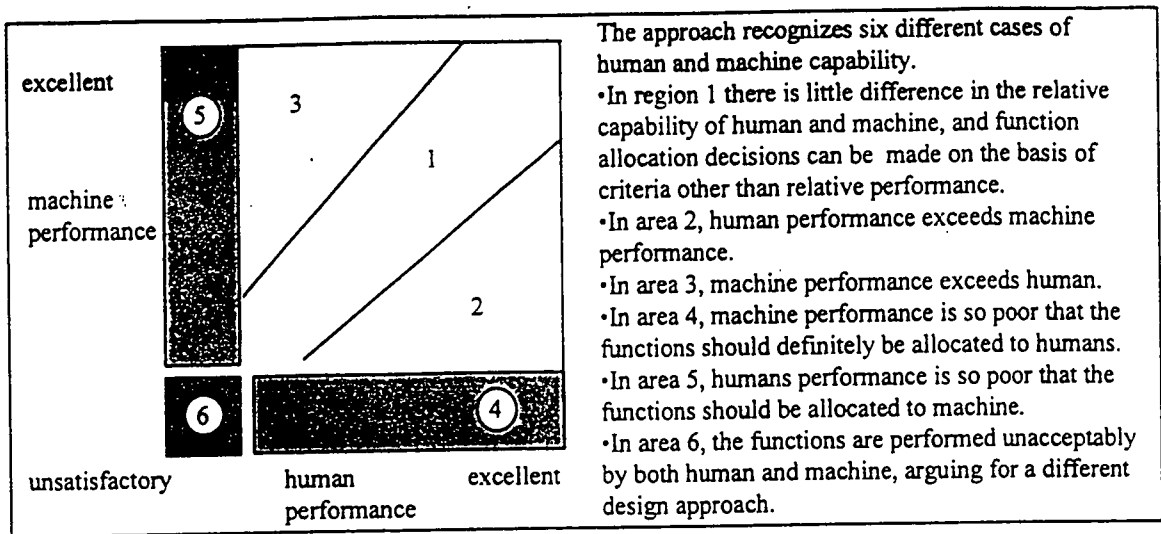 excellent
5
3
1
machine
performance
2
6
4
unsatisfactory
human
performance
excellent
The approach recognizes six different cases of
human and machine capability.
•In region 1 there is little difference in the relative
capability of human and machine, and function
allocation decisions can be made on the basis of
criteria other than relative performance.
•In area 2, human performance exceeds machine
performance.
•In area 3, machine performance exceeds human.
•In area 4, machine performance is so poor that the
functions should definitely be allocated to humans.
•In area 5, humans performance is so poor that the
functions should be allocated to machine.
•In area 6, the functions are performed unacceptably
by both human and machine, arguing for a different
design approach.